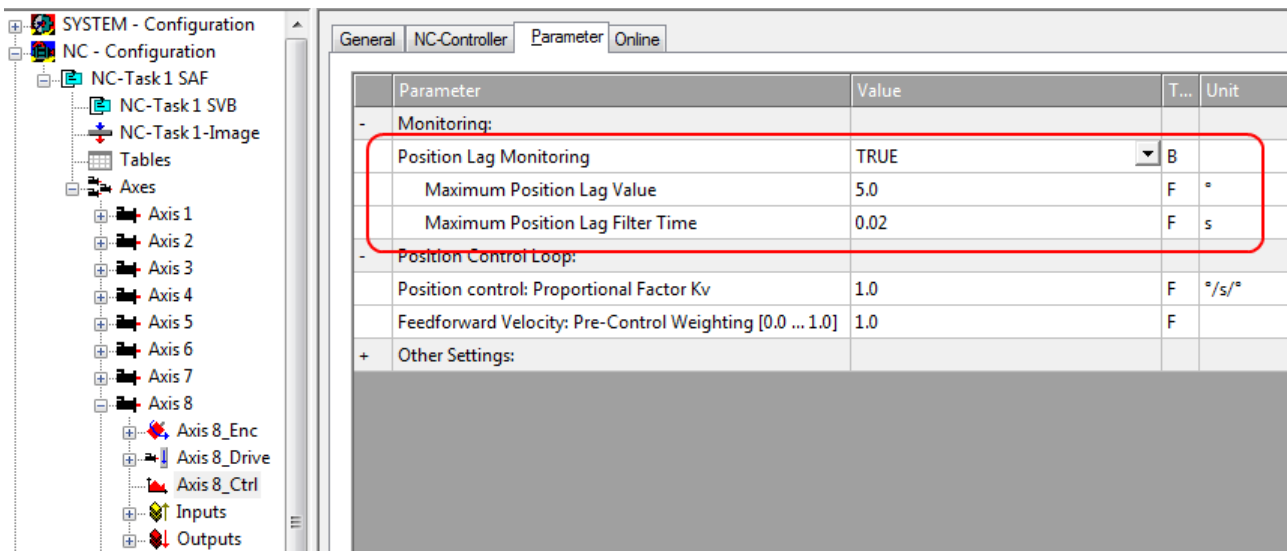 SYSTEM - Configuration
NC - Configuration
NC-Task 1 SAF
NC-Task 1 SVB
NC-Task 1-Image
Tables
Axes
Axis 1
Axis 2
Axis 3
Axis 4
Axis 5
Axis 6
Axis 7
Axis 8
Axis 8_Enc
Axis 8_Drive
Axis 8_Ctrl
Inputs
Outputs
General NC-Controller Parameter Online
Parameter Value T... Unit
- Monitoring:
Position Lag Monitoring TRUE B
Maximum Position Lag Value 5.0 F °
Maximum Position Lag Filter Time 0.02 F s
- Position Control Loop:
Position control: Proportional Factor Kv 1.0 F °/s/°
Feedforward Velocity: Pre-Control Weighting [0.0 ... 1.0] 1.0 F
+ Other Settings: